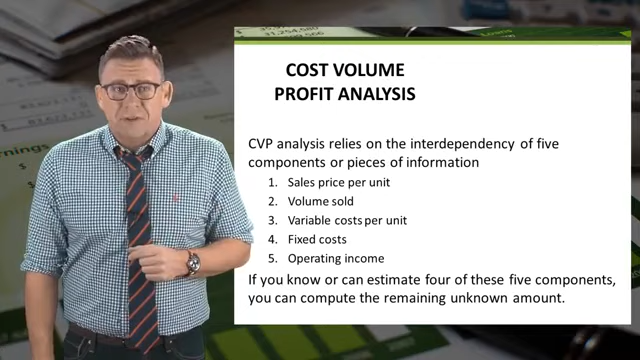 COST VOLUME
PROFIT ANALYSIS
CVP analysis relies on the interdependency of five
components or pieces of information
1. Sales price per unit
2. Volume sold
3. Variable costs per unit
4. Fixed costs
5. Operating income
If you know or can estimate four of these five components,
you can compute the remaining unknown amount.